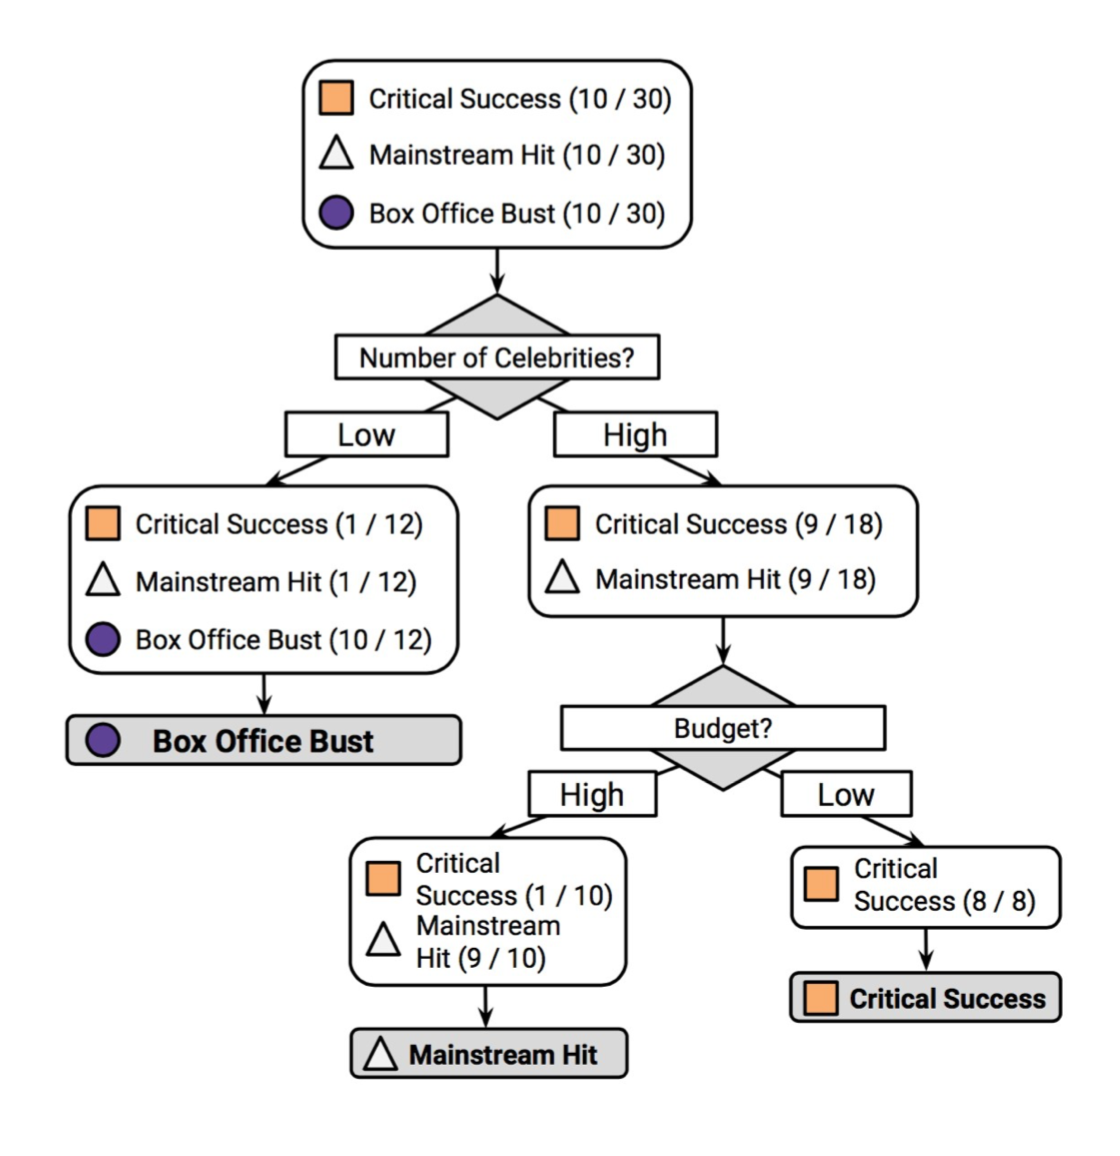 Critical Success (10 / 30)
Mainstream Hit (10 / 30)
Box Office Bust (10 / 30)
Number of Celebrities?
Low
High
Critical Success (1 / 12)
Mainstream Hit (1 / 12)
Box Office Bust (10 / 12)
Box Office Bust
Critical Success (9 / 18)
Mainstream Hit (9 / 18)
Budget?
High
Low
Critical
Success (1 / 10)
Mainstream
Hit (9 / 10)
Mainstream Hit
Critical
Success (8 / 8)
Critical Success